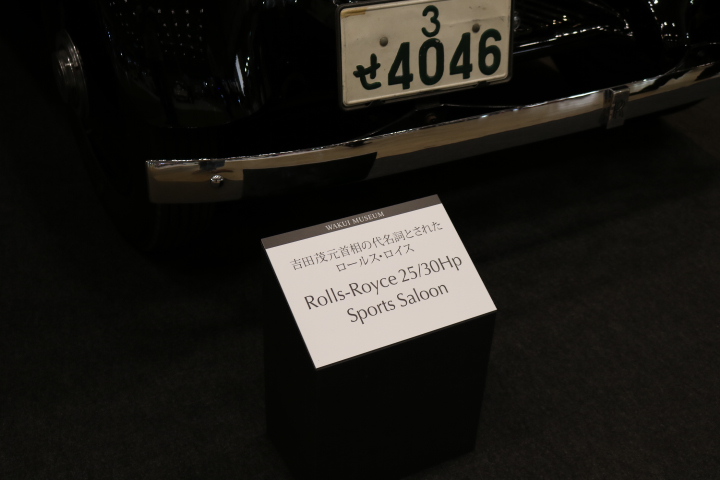 3
せ4046
WAKUI MUSEUM
吉田茂元首相の代名詞とされた
ロールス・ロイス
Rolls-Royce 25/30Hp
Sports Saloon